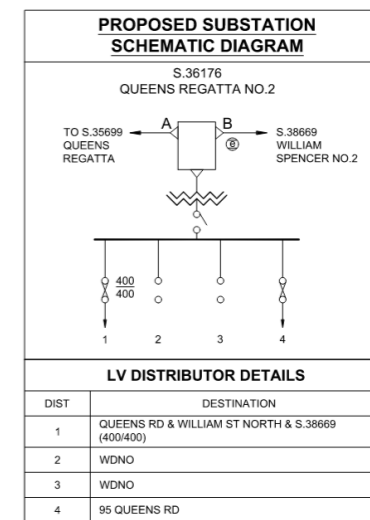 PROPOSED SUBSTATION
SCHEMATIC DIAGRAM
S.36176
QUEENS REGATTA NO.2
A
B
TO S.35699
QUEENS
REGATTA
e
S.38669
WILLIAM
SPENCER NO.2
400
400
1
2
3
4
LV DISTRIBUTOR DETAILS
DIST
DESTINATION
1
QUEENS RD & WILLIAM ST NORTH & S.38669
(400/400)
2
WDNO
3
WDNO
4
95 QUEENS RD